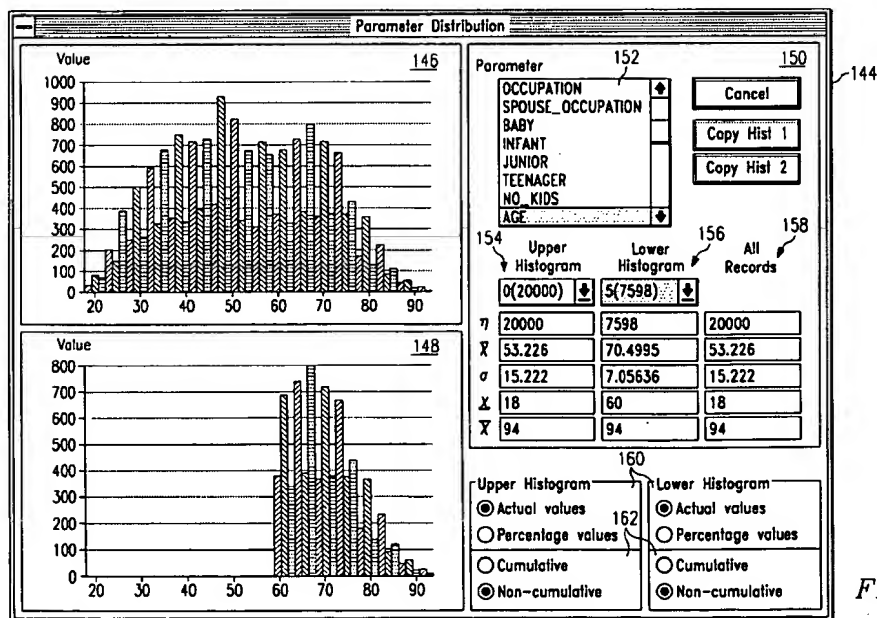 Parameter Distribution
Value
146
1000
900
800
700
600
500
400
300
200
100
0
20 30 40 50 60 70 80 90
Value
148
800
700
600
500
400
300
200
100
0
20 30 40 50 60 70 80 90
150
144
Parameter
152
OCCUPATION
SPOUSE_OCCUPATION
BABY
INFANT
JUNIOR
TEENAGER
NO_KIDS
AGE
Cancel
Copy Hist 1
Copy Hist 2
154
Upper Histogram
156
Lower Histogram
158
All Records
0(20000) 5(7598)
η 20000 7598 20000
X̅ 53.226 70.4995 53.226
σ 15.222 7.05636 15.222
X̲ 18 60 18
X̅ 94 94 94
160
Upper Histogram Lower Histogram
Actual values Actual values
Percentage values Percentage values
162
Cumulative Cumulative
Non-cumulative Non-cumulative